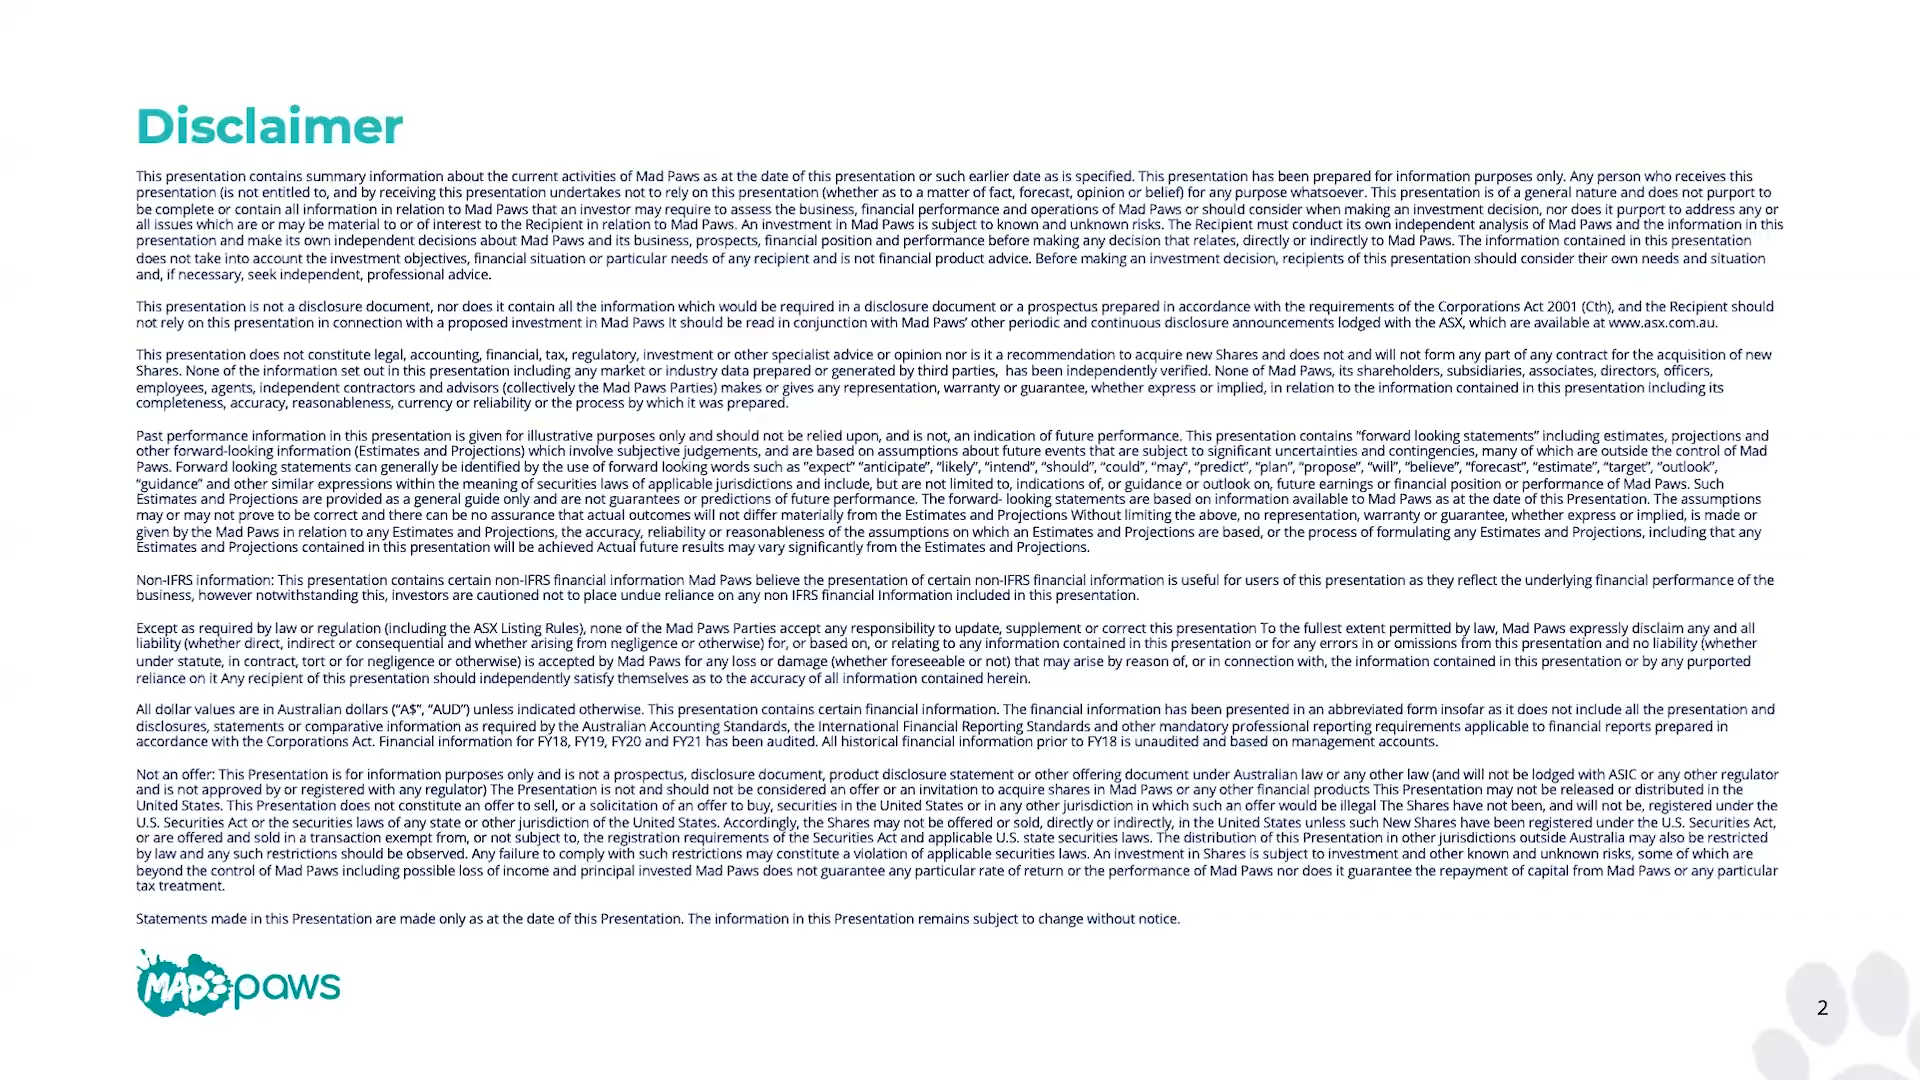 Disclaimer
This presentation contains summary information about the current activities of Mad Paws as at the date of this presentation or such earlier date as is specified. This presentation has been prepared for information purposes only. Any person who receives this
presentation (is not entitled to, and by receiving this presentation undertakes not to rely on this presentation (whether as to a matter of fact, forecast, opinion or belief) for any purpose whatsoever. This presentation is of a general nature and does not purport to
be complete or contain all information in relation to Mad Paws that an investor may require to assess the business, financial performance and operations of Mad Paws or should consider when making an investment decision, nor does it purport to address any or
all issues which are or may be material to or of interest to the Recipient in relation to Mad Paws. An investment in Mad Paws is subject to known and unknown risks. The Recipient must conduct its own independent analysis of Mad Paws and the information in this
presentation and make its own independent decisions about Mad Paws and its business, prospects, financial position and performance before making any decision that relates, directly or indirectly to Mad Paws. The information contained in this presentation
does not take into account the investment objectives, financial situation or particular needs of any recipient and is not financial product advice. Before making an investment decision, recipients of this presentation should consider their own needs and situation
and, if necessary, seek independent, professional advice.
This presentation is not a disclosure document, nor does it contain all the information which would be required in a disclosure document or a prospectus prepared in accordance with the requirements of the Corporations Act 2001 (Cth), and the Recipient should
not rely on this presentation in connection with a proposed investment in Mad Paws It should be read in conjunction with Mad Paws’ other periodic and continuous disclosure announcements lodged with the ASX, which are available at www.asx.com.au.
This presentation does not constitute legal, accounting, financial, tax, regulatory, investment or other specialist advice or opinion nor is it a recommendation to acquire new Shares and does not and will not form any part of any contract for the acquisition of new
Shares. None of the information set out in this presentation including any market or industry data prepared or generated by third parties, has been independently verified. None of Mad Paws, its shareholders, subsidiaries, associates, directors, officers,
employees, agents, independent contractors and advisors (collectively the Mad Paws Parties) makes or gives any representation, warranty or guarantee, whether express or implied, in relation to the information contained in this presentation including its
completeness, accuracy, reasonableness, currency or reliability or the process by which it was prepared.
Past performance information in this presentation is given for illustrative purposes only and should not be relied upon, and is not, an indication of future performance. This presentation contains “forward looking statements” including estimates, projections and
other forward-looking information (Estimates and Projections) which involve subjective judgements, and are based on assumptions about future events that are subject to significant uncertainties and contingencies, many of which are outside the control of Mad
Paws. Forward looking statements can generally be identified by the use of forward looking words such as “expect” “anticipate”, “likely”, “intend”, “should”, “could”, “may”, “predict”, “plan”, “propose”, “will”, “believe”, “forecast”, “estimate”, “target”, “outlook”,
“guidance” and other similar expressions within the meaning of securities laws of applicable jurisdictions and include, but are not limited to, indications of, or guidance or outlook on, future earnings or financial position or performance of Mad Paws. Such
Estimates and Projections are provided as a general guide only and are not guarantees or predictions of future performance. The forward- looking statements are based on information available to Mad Paws as at the date of this Presentation. The assumptions
may or may not prove to be correct and there can be no assurance that actual outcomes will not differ materially from the Estimates and Projections Without limiting the above, no representation, warranty or guarantee, whether express or implied, is made or
given by the Mad Paws in relation to any Estimates and Projections, the accuracy, reliability or reasonableness of the assumptions on which an Estimates and Projections are based, or the process of formulating any Estimates and Projections, including that any
Estimates and Projections contained in this presentation will be achieved Actual future results may vary significantly from the Estimates and Projections.
Non-IFRS information: This presentation contains certain non-IFRS financial information Mad Paws believe the presentation of certain non-IFRS financial information is useful for users of this presentation as they reflect the underlying financial performance of the
business, however notwithstanding this, investors are cautioned not to place undue reliance on any non IFRS financial Information included in this presentation.
Except as required by law or regulation (including the ASX Listing Rules), none of the Mad Paws Parties accept any responsibility to update, supplement or correct this presentation To the fullest extent permitted by law, Mad Paws expressly disclaim any and all
liability (whether direct, indirect or consequential and whether arising from negligence or otherwise) for, or based on, or relating to any information contained in this presentation or for any errors in or omissions from this presentation and no liability (whether
under statute, in contract, tort or for negligence or otherwise) is accepted by Mad Paws for any loss or damage (whether foreseeable or not) that may arise by reason of, or in connection with, the information contained in this presentation or by any purported
reliance on it Any recipient of this presentation should independently satisfy themselves as to the accuracy of all information contained herein.
All dollar values are in Australian dollars (“A$”, “AUD”) unless indicated otherwise. This presentation contains certain financial information. The financial information has been presented in an abbreviated form insofar as it does not include all the presentation and
disclosures, statements or comparative information as required by the Australian Accounting Standards, the International Financial Reporting Standards and other mandatory professional reporting requirements applicable to financial reports prepared in
accordance with the Corporations Act. Financial information for FY18, FY19, FY20 and FY21 has been audited. All historical financial information prior to FY18 is unaudited and based on management accounts.
Not an offer: This Presentation is for information purposes only and is not a prospectus, disclosure document, product disclosure statement or other offering document under Australian law or any other law (and will not be lodged with ASIC or any other regulator
and is not approved by or registered with any regulator) The Presentation is not and should not be considered an offer or an invitation to acquire shares in Mad Paws or any other financial products This Presentation may not be released or distributed in the
United States. This Presentation does not constitute an offer to sell, or a solicitation of an offer to buy, securities in the United States or in any other jurisdiction in which such an offer would be illegal The Shares have not been, and will not be, registered under the
U.S. Securities Act or the securities laws of any state or other jurisdiction of the United States. Accordingly, the Shares may not be offered or sold, directly or indirectly, in the United States unless such New Shares have been registered under the U.S. Securities Act,
or are offered and sold in a transaction exempt from, or not subject to, the registration requirements of the Securities Act and applicable U.S. state securities laws. The distribution of this Presentation in other jurisdictions outside Australia may also be restricted
by law and any such restrictions should be observed. Any failure to comply with such restrictions may constitute a violation of applicable securities laws. An investment in Shares is subject to investment and other known and unknown risks, some of which are
beyond the control of Mad Paws including possible loss of income and principal invested Mad Paws does not guarantee any particular rate of return or the performance of Mad Paws nor does it guarantee the repayment of capital from Mad Paws or any particular
tax treatment.
Statements made in this Presentation are made only as at the date of this Presentation. The information in this Presentation remains subject to change without notice.
MAD paws
2